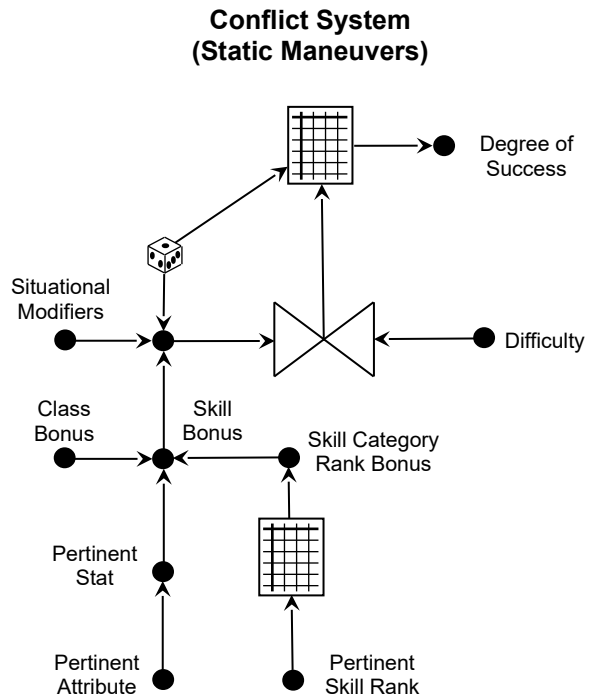 Conflict System
(Static Maneuvers)
Degree of
Success
Situational
Modifiers
Difficulty
Class
Bonus
Skill
Bonus
Skill Category
Rank Bonus
Pertinent
Stat
Pertinent
Attribute
Pertinent
Skill Rank